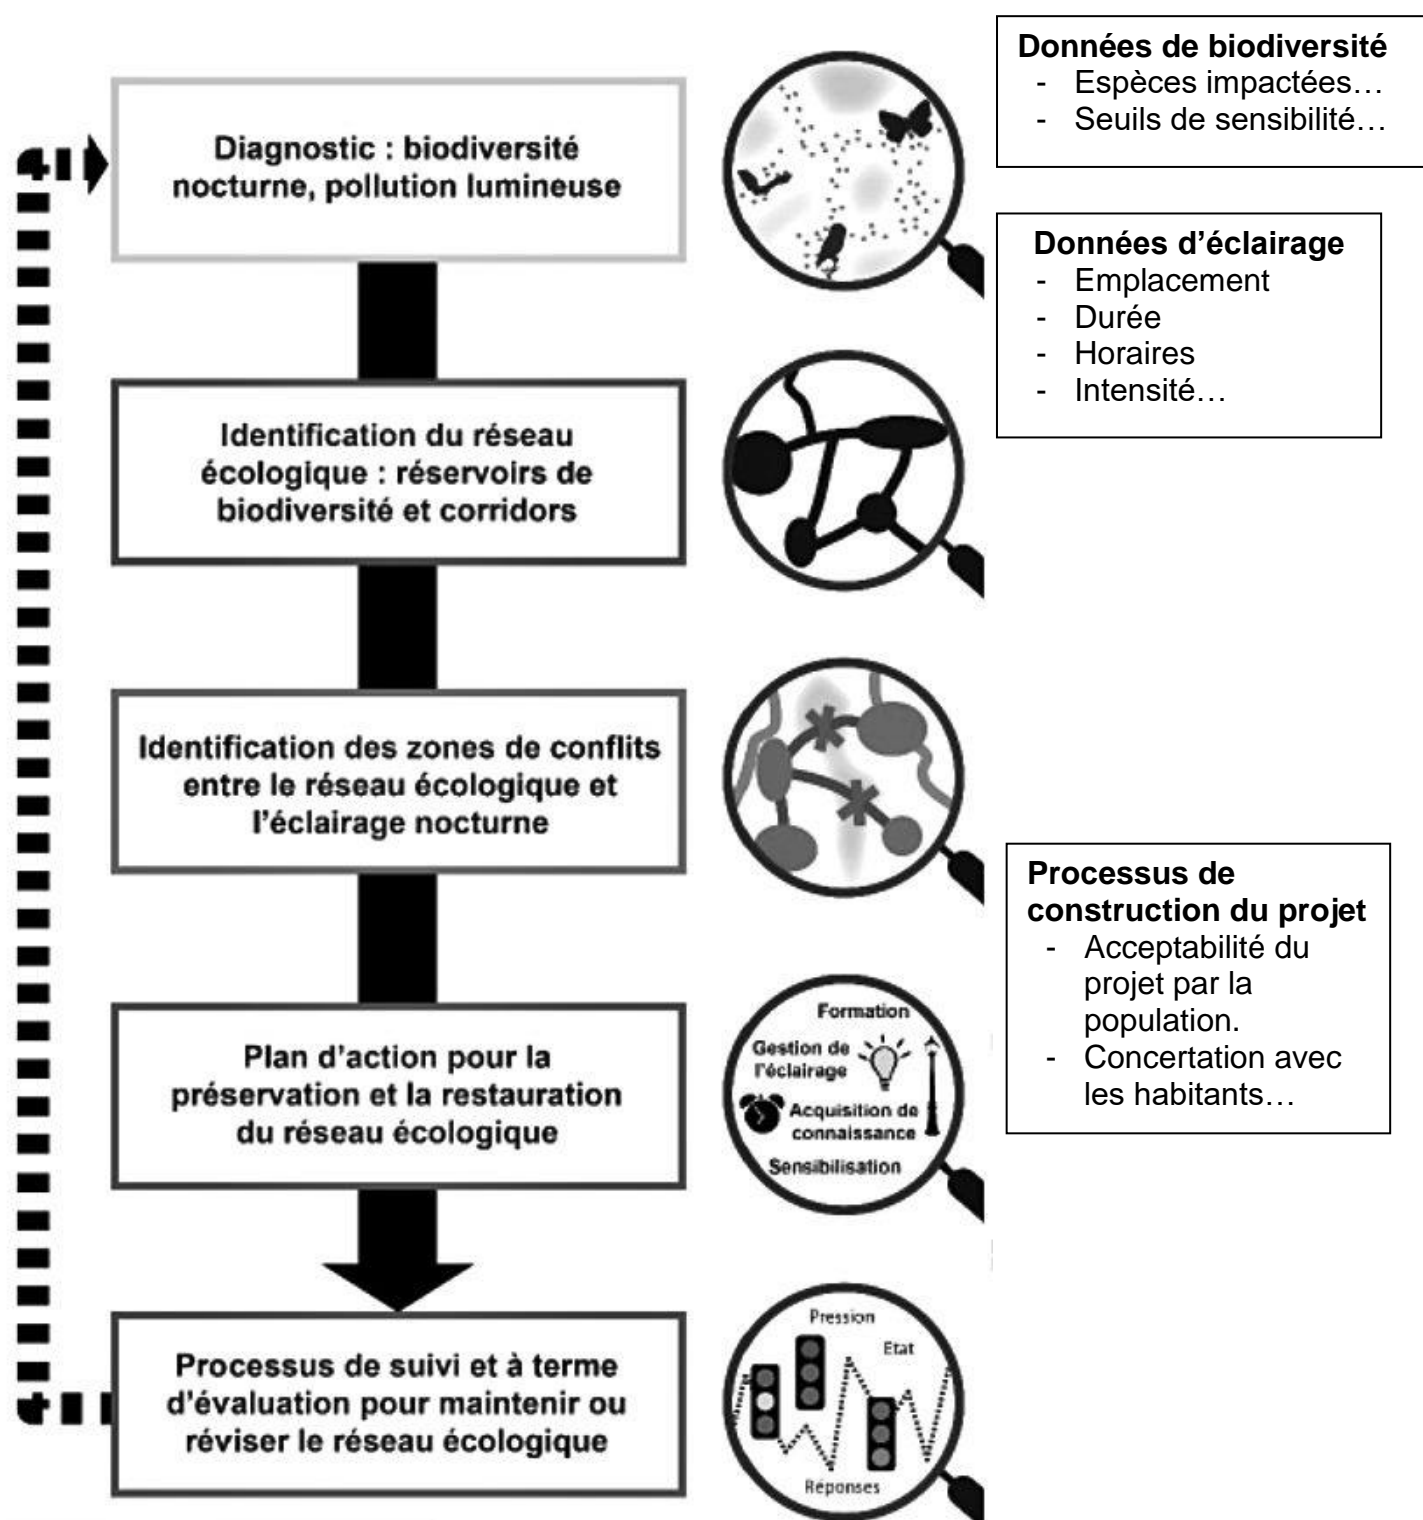 Diagnostic : biodiversité
nocturne, pollution lumineuse
Données de biodiversité
- Espèces impactées…
- Seuils de sensibilité…
Données d’éclairage
- Emplacement
- Durée
- Horaires
- Intensité…
Identification du réseau
écologique : réservoirs de
biodiversité et corridors
Identification des zones de conflits
entre le réseau écologique et
l’éclairage nocturne
Processus de
construction du projet
- Acceptabilité du
projet par la
population.
- Concertation avec
les habitants…
Plan d’action pour la
préservation et la restauration
du réseau écologique
Formation
Gestion de
l’éclairage
Acquisition de
connaissance
Sensibilisation
Processus de suivi et à terme
d’évaluation pour maintenir ou
réviser le réseau écologique
Pression
Etat
Réponses